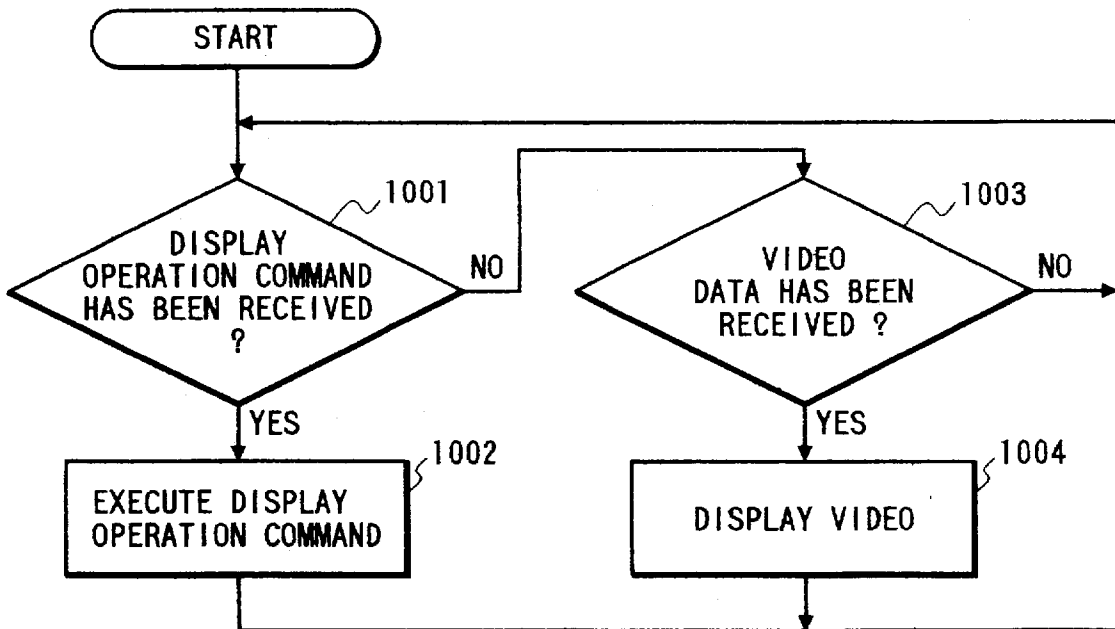 START
1001
DISPLAY
OPERATION COMMAND
HAS BEEN RECEIVED
?
NO
YES
1002
EXECUTE DISPLAY
OPERATION COMMAND
1003
VIDEO
DATA HAS BEEN
RECEIVED ?
NO
YES
1004
DISPLAY VIDEO